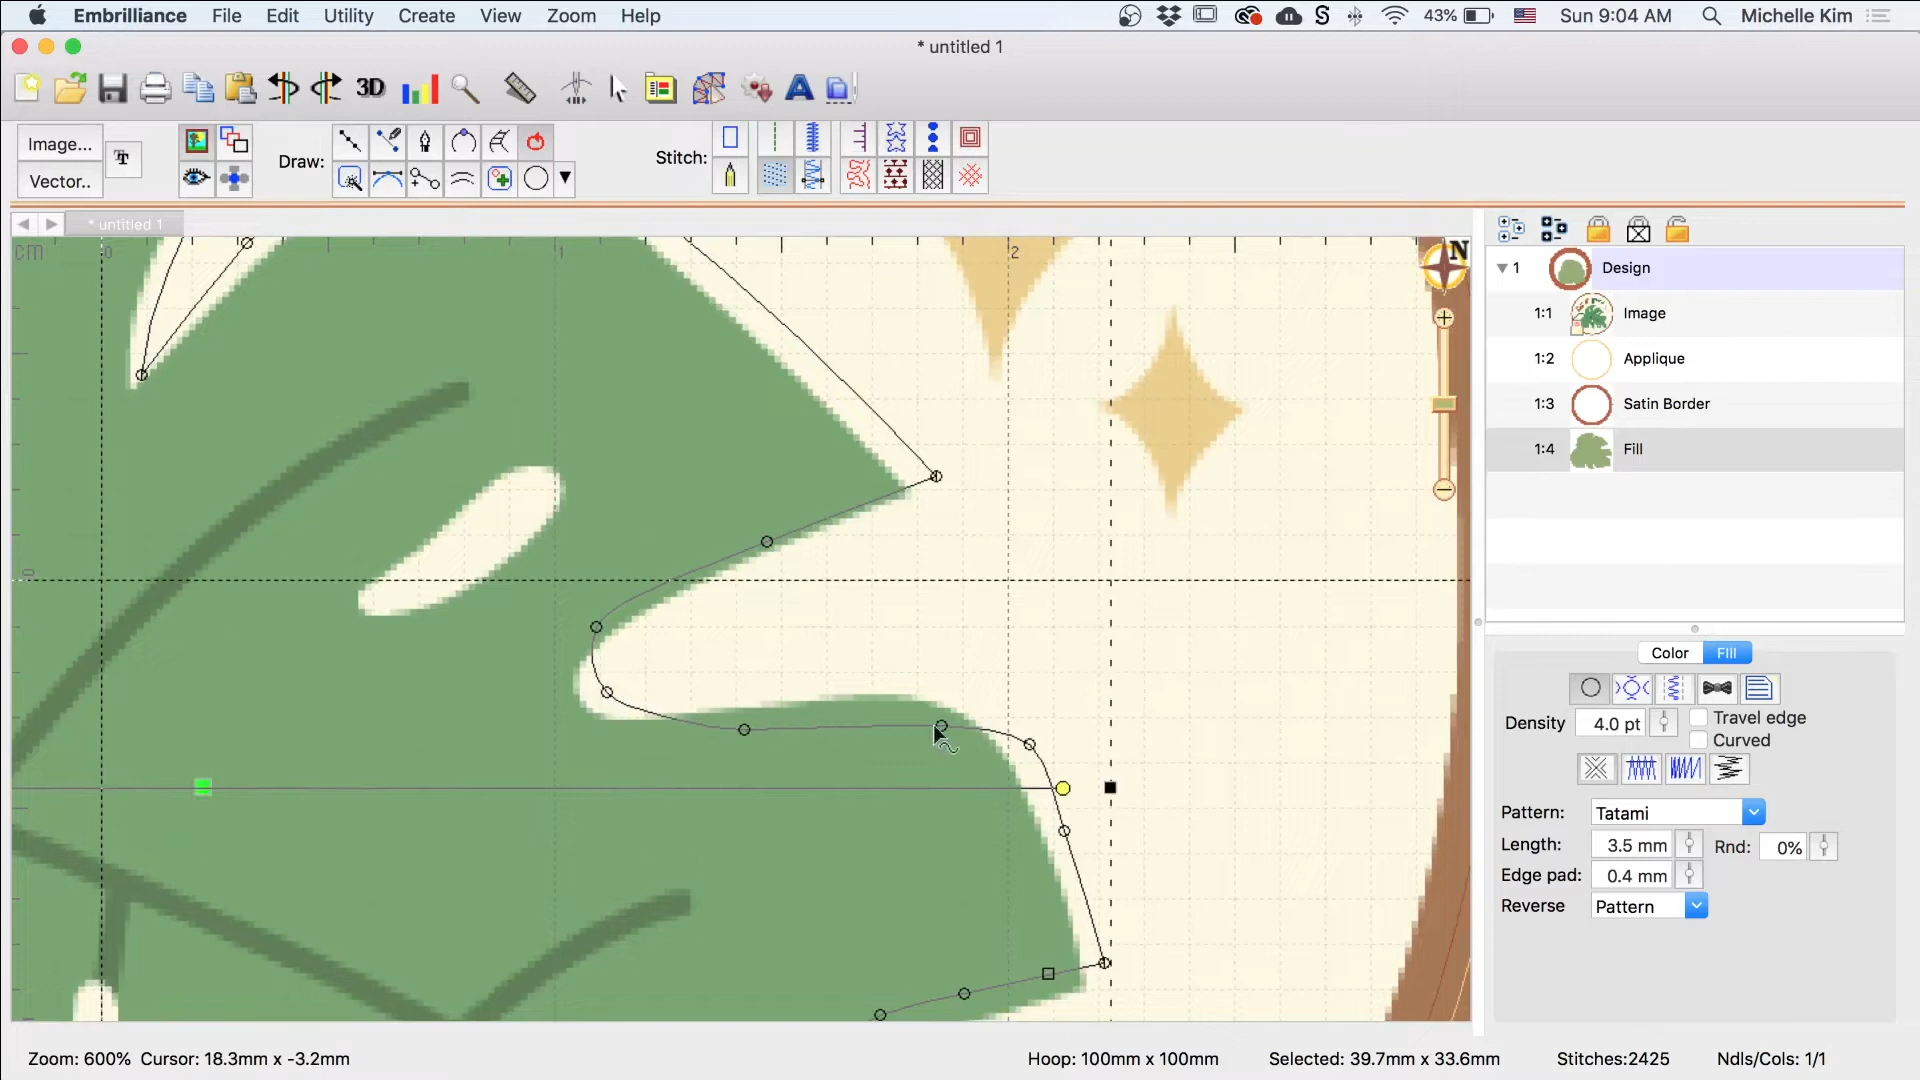 Embrilliance File Edit Utility Create View Zoom Help 43% Sun 9:04 AM Michelle Kim
* untitled 1
3D A
Image... T Draw: Stitch:
Vector..
* untitled 1
cm 0 1 2 N
0
1 Design
1:1 Image
1:2 Applique
1:3 Satin Border
1:4 Fill
Color Fill
Density 4.0 pt Travel edge
Curved
Pattern: Tatami
Length: 3.5 mm Rnd: 0%
Edge pad: 0.4 mm
Reverse Pattern
Zoom: 600% Cursor: 18.3mm x -3.2mm Hoop: 100mm x 100mm Selected: 39.7mm x 33.6mm Stitches:2425 Ndls/Cols: 1/1